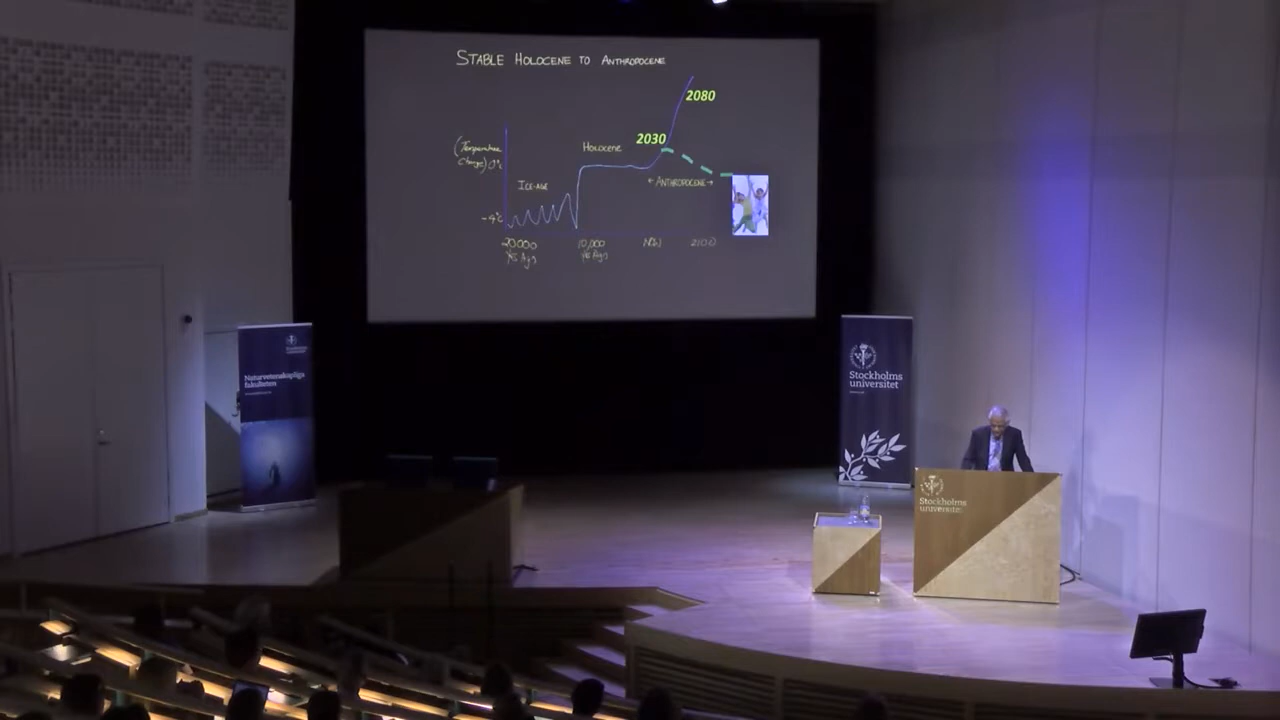 STABLE HOLOCENE TO ANTHROPOCENE
2080
2030
Holocene
(Temperature
Change) 0°c
← ANTHROPOCENE →
ICE-AGE
-4°c
20,000
Yrs Ago
10,000
Yrs Ago
NOW
2100
Stockholms
universitet
Naturvetenskapliga
fakulteten
Stockholms
universitet